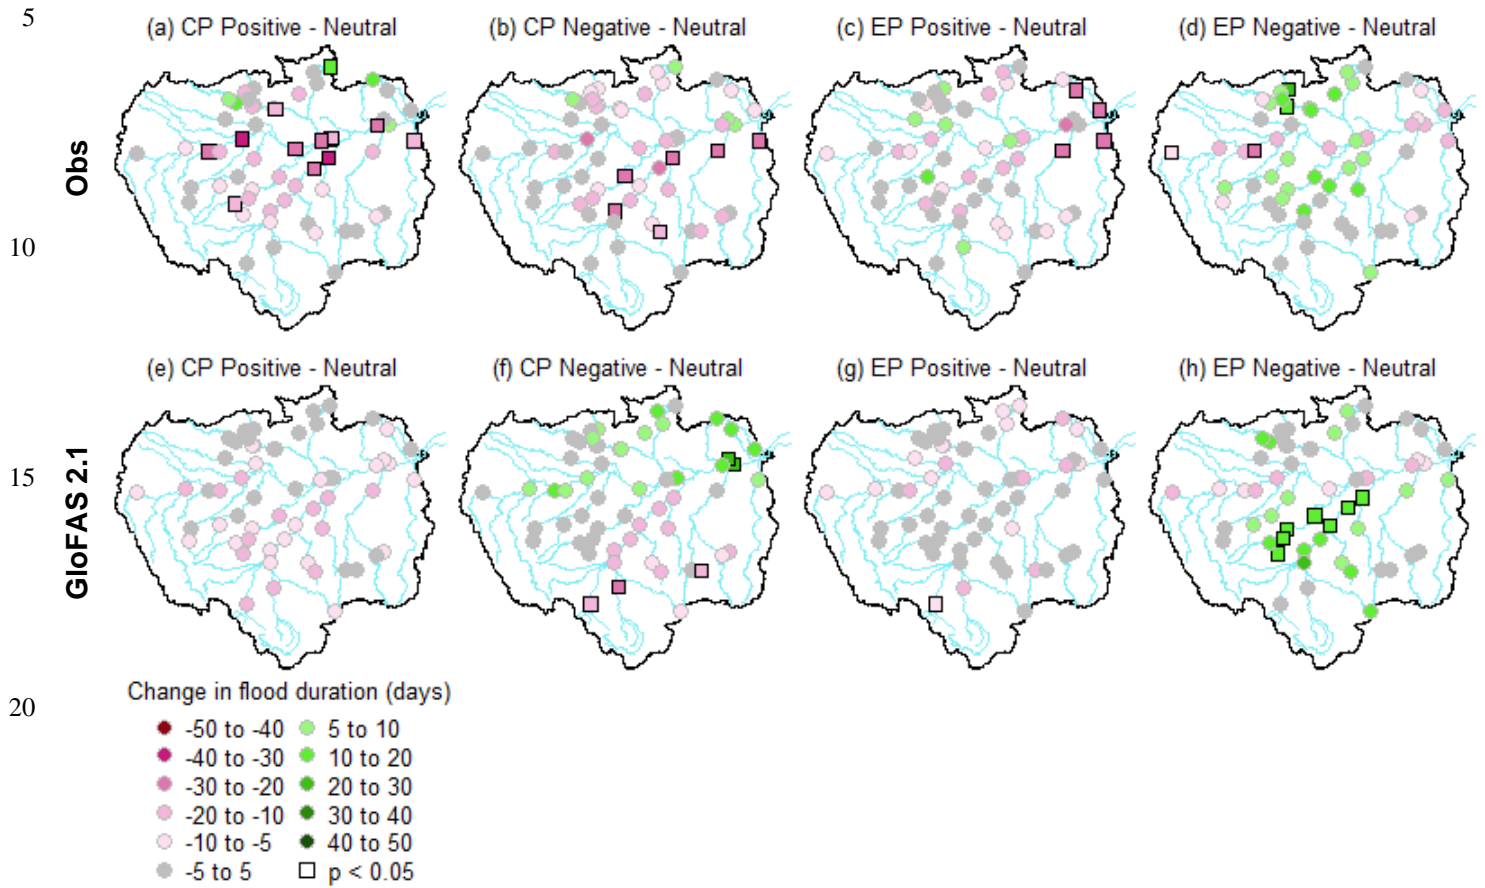 5
(a) CP Positive - Neutral
(b) CP Negative - Neutral
(c) EP Positive - Neutral
(d) EP Negative - Neutral
Obs
10
(e) CP Positive - Neutral
(f) CP Negative - Neutral
(g) EP Positive - Neutral
(h) EP Negative - Neutral
GloFAS 2.1
15
20
Change in flood duration (days)
-50 to -40
-40 to -30
-30 to -20
-20 to -10
-10 to -5
-5 to 5
5 to 10
10 to 20
20 to 30
30 to 40
40 to 50
p < 0.05